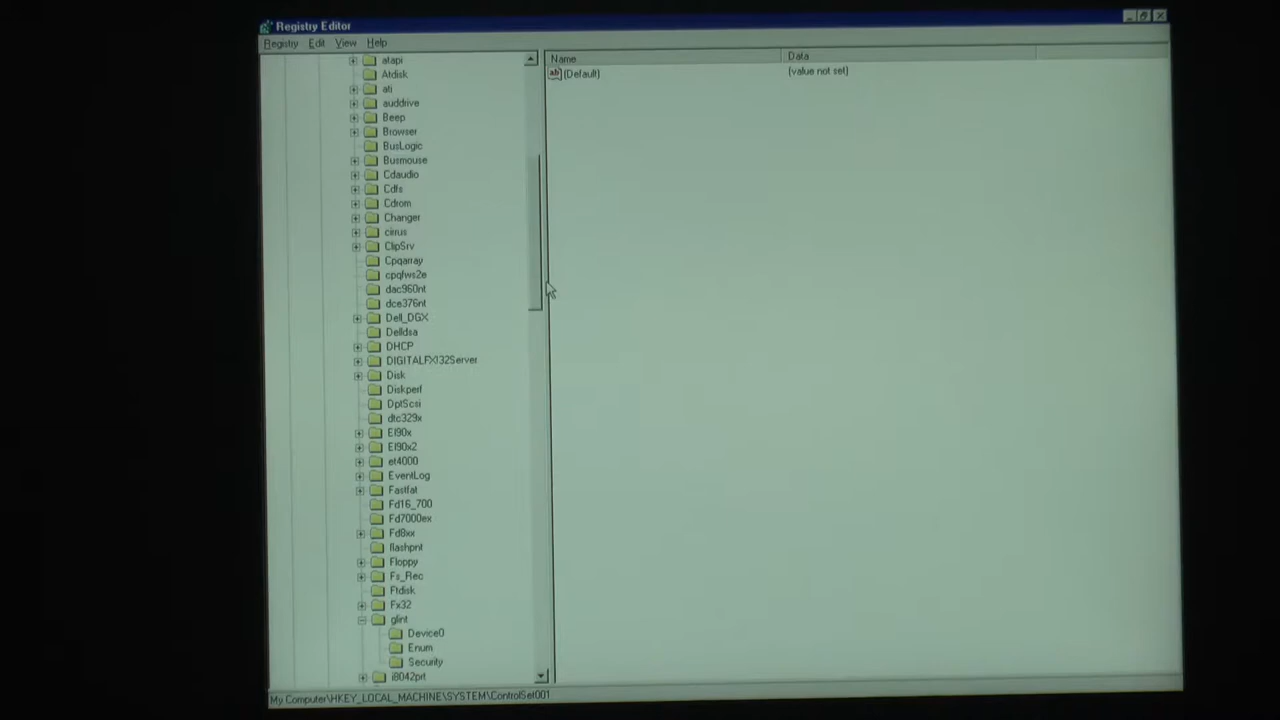 Registry Editor
Registry Edit View Help
Name Data
ab (Default) (value not set)
atapi
Atdisk
ati
auddrive
Beep
Browser
BusLogic
Busmouse
Cdaudio
Cdfs
Cdrom
Changer
cirrus
ClipSrv
Cpqarray
cpqfws2e
dac960nt
dce376nt
Dell_DGX
Delldsa
DHCP
DIGITALFX!32Server
Disk
Diskperf
DptScsi
dtc329x
El90x
El90x2
et4000
EventLog
Fastfat
Fd16_700
Fd7000ex
Fd8xx
flashpnt
Floppy
Fs_Rec
Ftdisk
Fx32
glint
Device0
Enum
Security
i8042prt
My Computer\HKEY_LOCAL_MACHINE\SYSTEM\ControlSet001